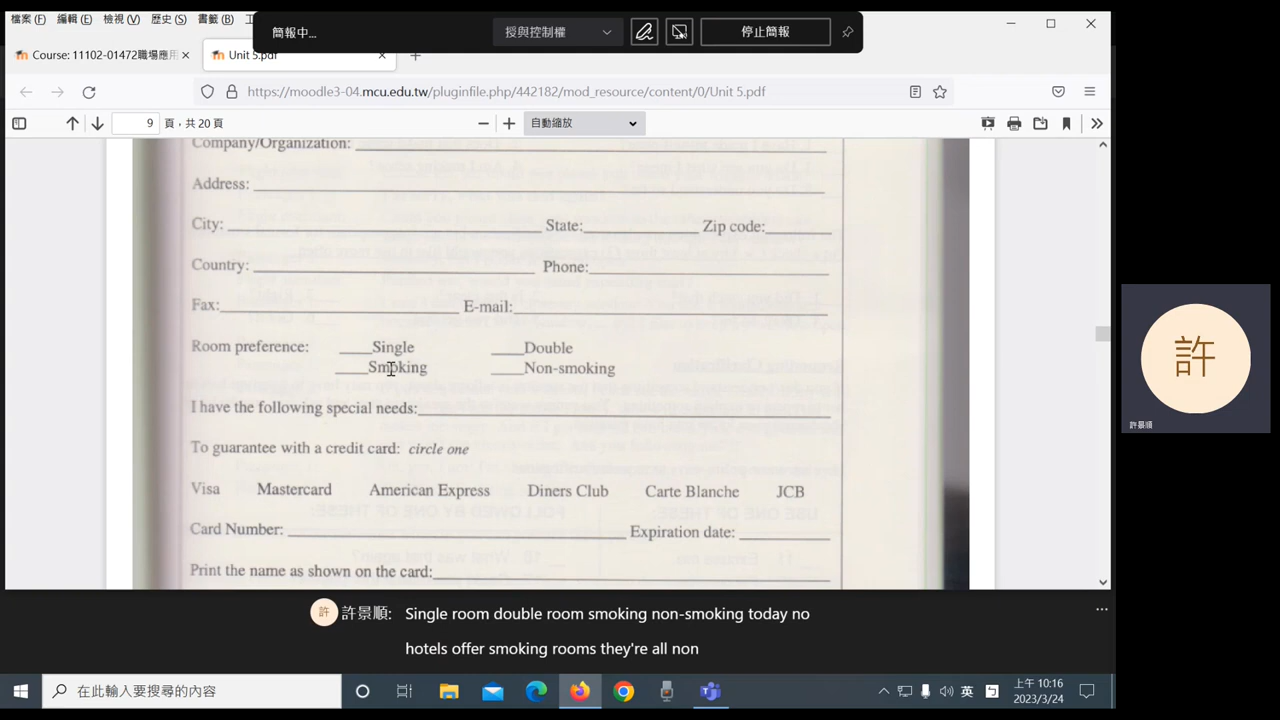 檔案 (F) 編輯 (E) 檢視 (V) 歷史 (S) 書籤 (B)
簡報中...
授與控制權
停止簡報
Course: 11102-01472職場應用
Unit 5.pdf
https://moodle3-04.mcu.edu.tw/pluginfile.php/442182/mod_resource/content/0/Unit 5.pdf
9 頁，共 20 頁
自動縮放
Company/Organization:
Address:
City: State: Zip code:
Country: Phone:
Fax: E-mail:
Room preference: Single Double
Smoking Non-smoking
I have the following special needs:
To guarantee with a credit card: circle one
Visa Mastercard American Express Diners Club Carte Blanche JCB
Card Number: Expiration date:
Print the name as shown on the card:
許
許景順
許 許景順: Single room double room smoking non-smoking today no
hotels offer smoking rooms they're all non
在此輸入要搜尋的內容
英
上午 10:16
2023/3/24